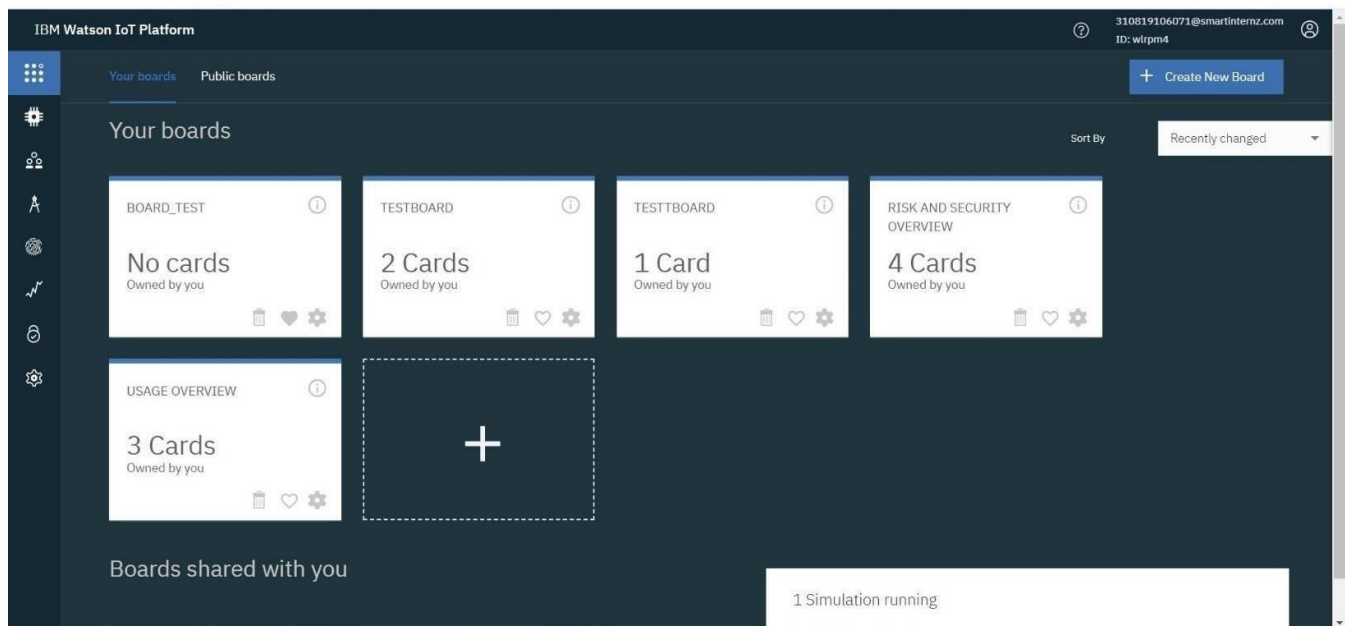 IBM Watson IoT Platform
310819106071@smartinternz.com
ID: wlrpm4
Your boards
Public boards
+ Create New Board
Your boards
Sort By
Recently changed
BOARD_TEST
No cards
Owned by you
TESTBOARD
2 Cards
Owned by you
TESTTBOARD
1 Card
Owned by you
RISK AND SECURITY
OVERVIEW
4 Cards
Owned by you
USAGE OVERVIEW
3 Cards
Owned by you
Boards shared with you
1 Simulation running